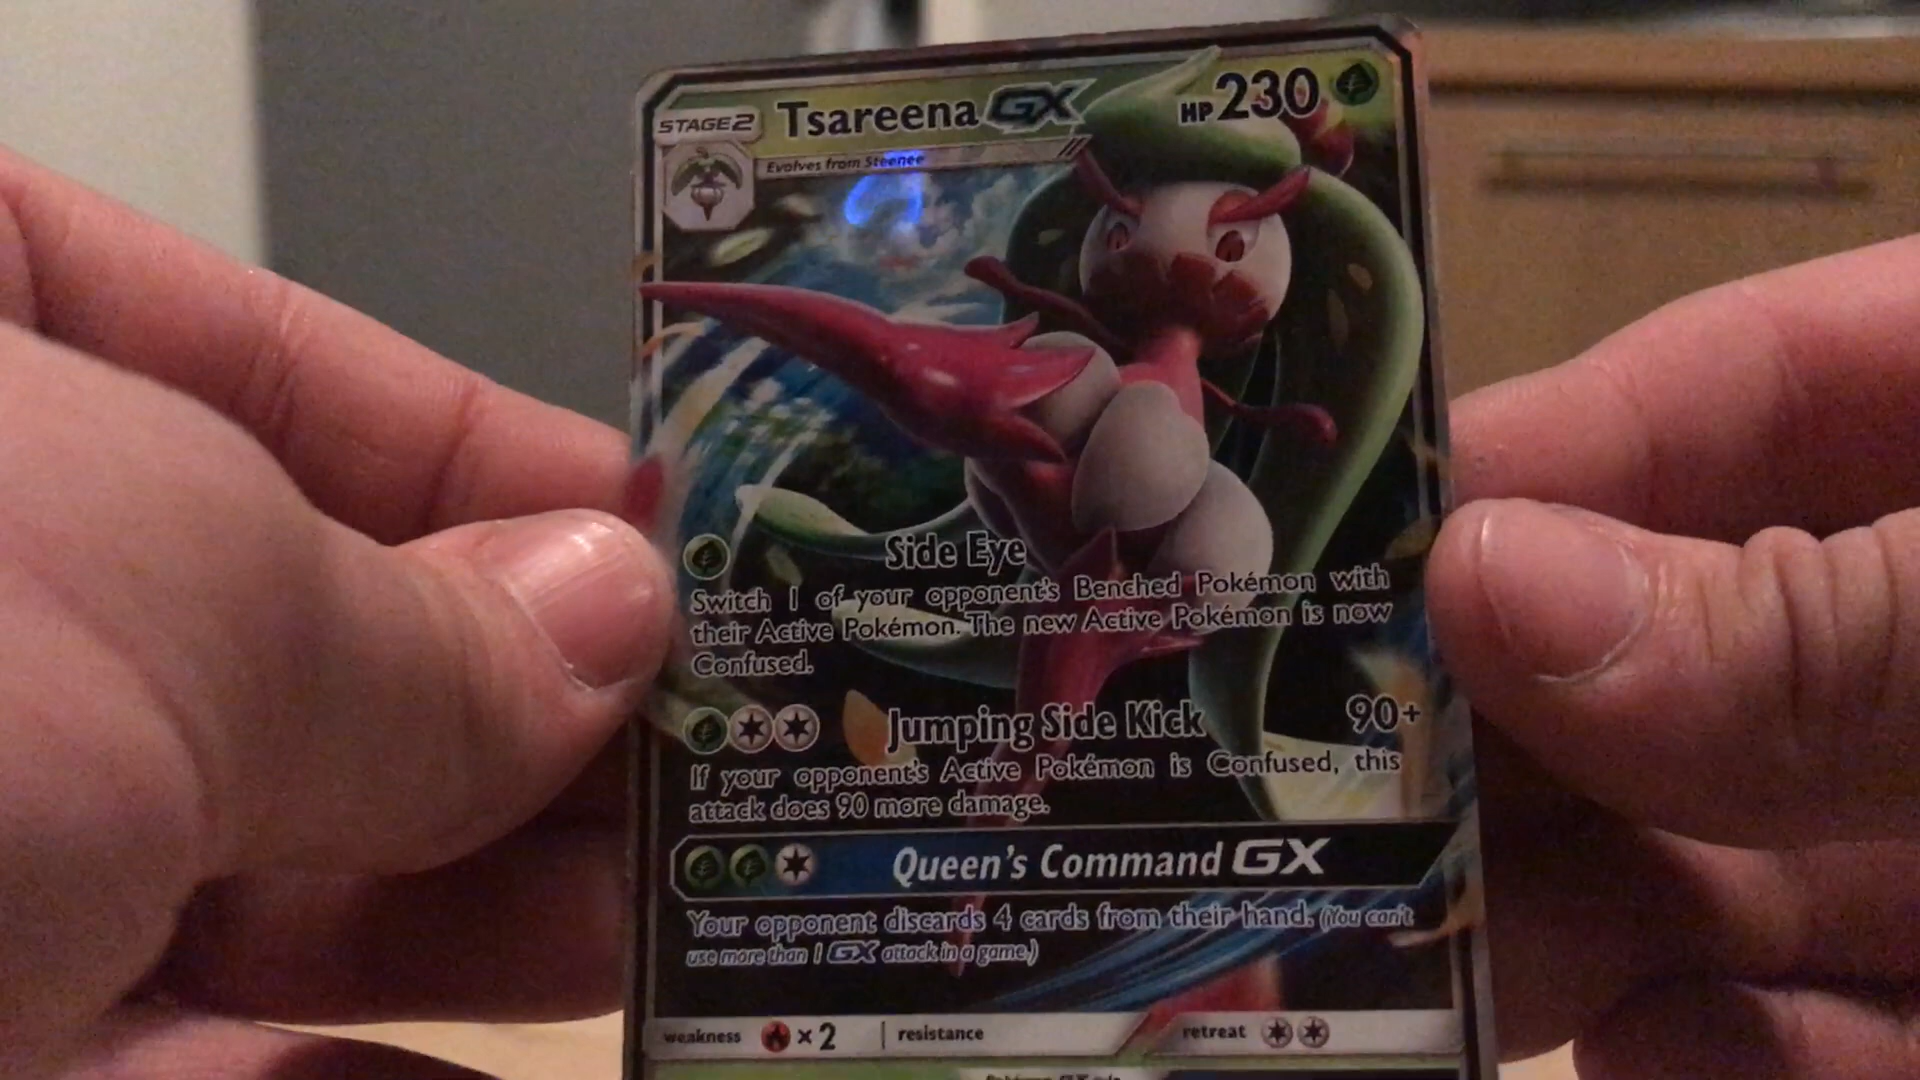 STAGE2 Tsareena GX HP 230
Evolves from Steenee
Side Eye
Switch 1 of your opponent's Benched Pokémon with
their Active Pokémon. The new Active Pokémon is now
Confused.
Jumping Side Kick 90+
If your opponent's Active Pokémon is Confused, this
attack does 90 more damage.
Queen's Command GX
Your opponent discards 4 cards from their hand. (You can't
use more than 1 GX attack in a game.)
weakness ×2 resistance retreat